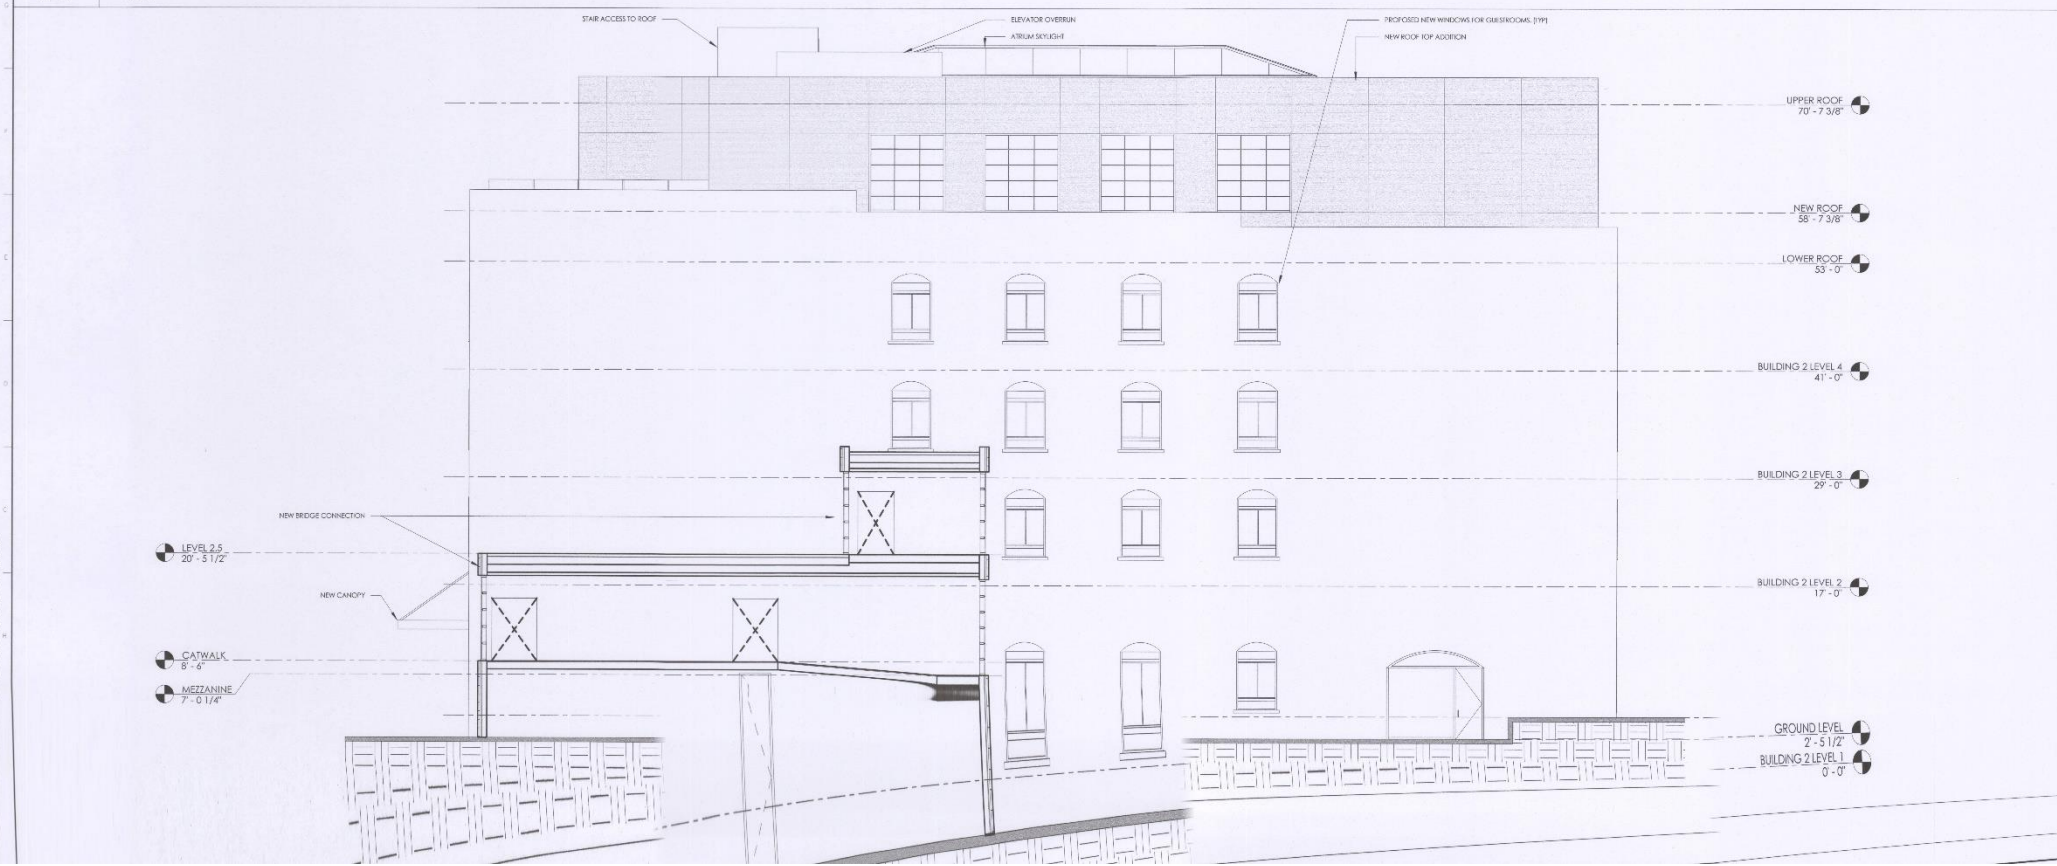 STAIR ACCESS TO ROOF
ELEVATOR OVERRUN
ATRIUM SKYLIGHT
PROPOSED NEW WINDOWS FOR GUESTROOMS. (TYP)
NEW ROOF TOP ADDITION
UPPER ROOF
70' - 7 3/8"
NEW ROOF
58' - 7 3/8"
LOWER ROOF
53' - 0"
BUILDING 2 LEVEL 4
41' - 0"
BUILDING 2 LEVEL 3
29' - 0"
NEW BRIDGE CONNECTION
LEVEL 2.5
20' - 5 1/2"
BUILDING 2 LEVEL 2
17' - 0"
NEW CANOPY
CATWALK
8' - 6"
MEZZANINE
7' - 0 1/4"
GROUND LEVEL
2' - 5 1/2"
BUILDING 2 LEVEL 1
0' - 0"